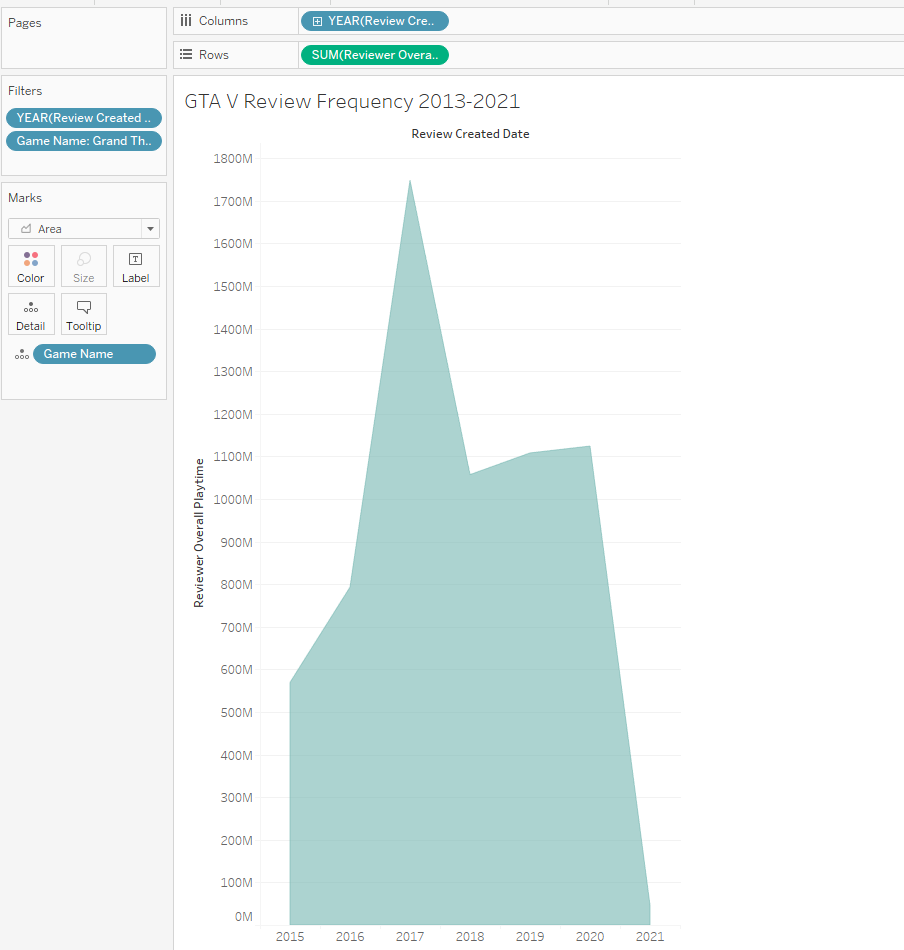 Pages
Columns
YEAR(Review Cre..
Rows
SUM(Reviewer Overa..
Filters
YEAR(Review Created ..
Game Name: Grand Th..
Marks
Area
Color
Size
Label
Detail
Tooltip
Game Name
GTA V Review Frequency 2013-2021
Review Created Date
Reviewer Overall Playtime
1800M
1700M
1600M
1500M
1400M
1300M
1200M
1100M
1000M
900M
800M
700M
600M
500M
400M
300M
200M
100M
0M
2015 2016 2017 2018 2019 2020 2021